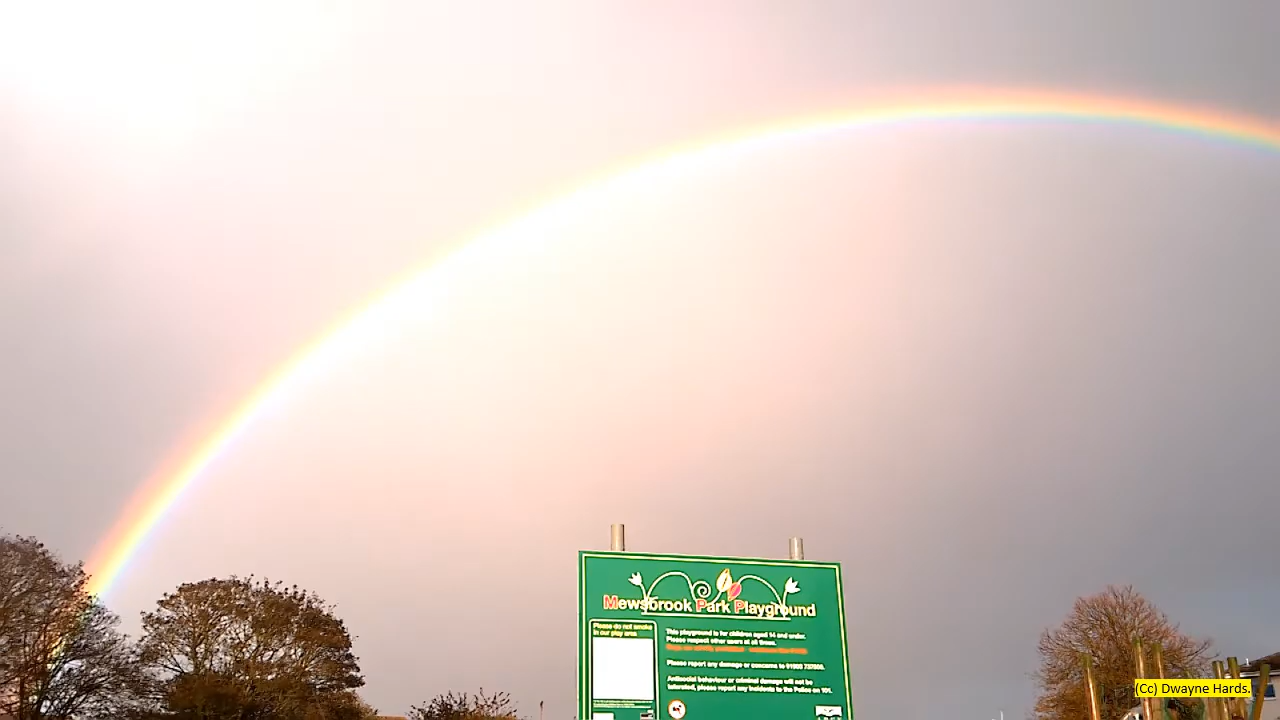 Mewsbrook Park Playground
Please do not smoke
in our play area
This playground is for children aged 14 and under.
Please respect other users at all times.
Please report any damage or concerns to 01903 737500.
Antisocial behaviour or criminal damage will not be
tolerated, please report any incidents to the Police on 101.
(Cc) Dwayne Hards.